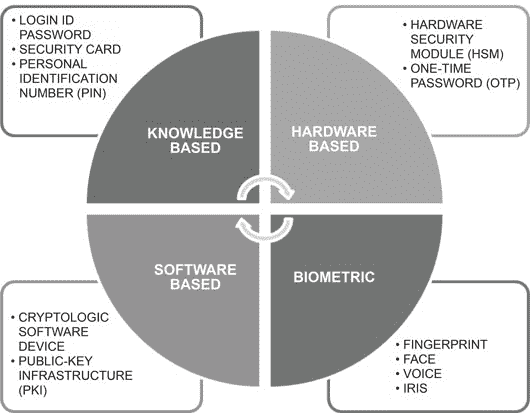 • LOGIN ID
PASSWORD
• SECURITY CARD
• PERSONAL
IDENTIFICATION
NUMBER (PIN)
• HARDWARE
SECURITY
MODULE (HSM)
• ONE-TIME
PASSWORD (OTP)
KNOWLEDGE
BASED
HARDWARE
BASED
SOFTWARE
BASED
BIOMETRIC
• CRYPTOLOGIC
SOFTWARE
DEVICE
• PUBLIC-KEY
INFRASTRUCTURE
(PKI)
• FINGERPRINT
• FACE
• VOICE
• IRIS